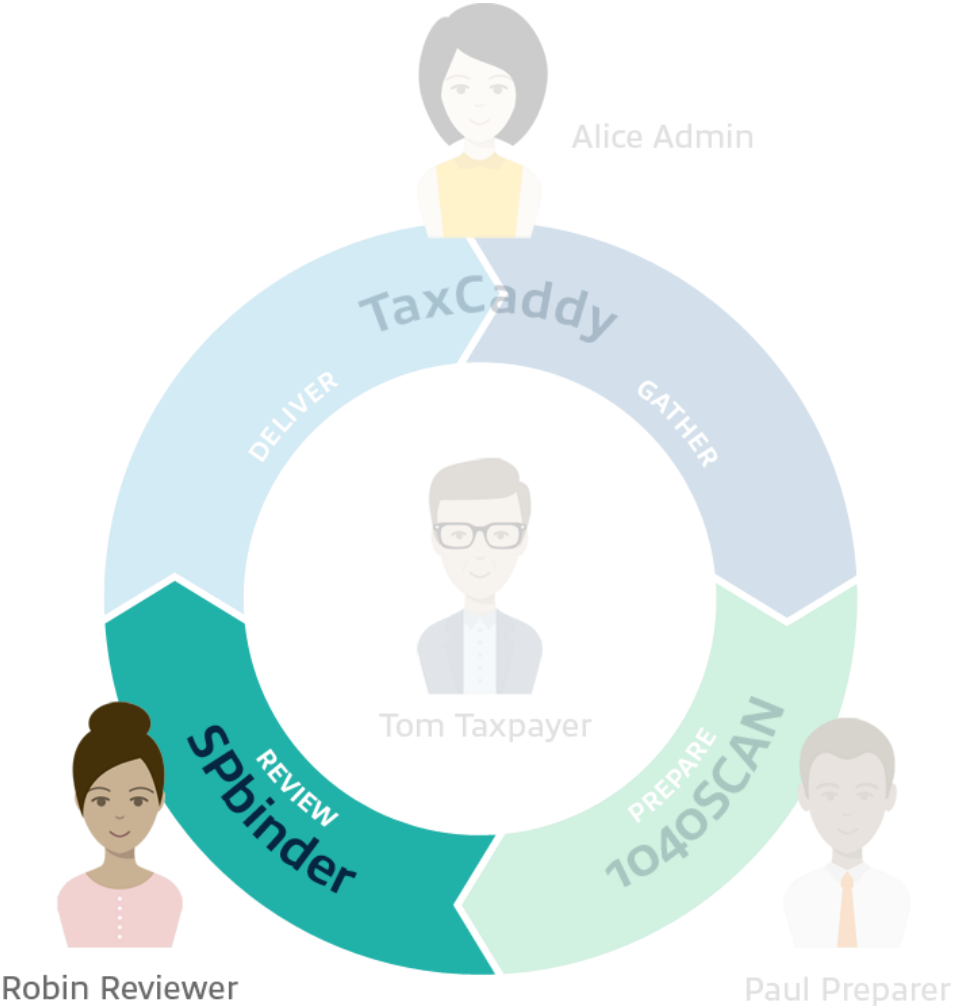 Alice Admin
TaxCaddy
DELIVER
GATHER
Tom Taxpayer
REVIEW
SPbinder
PREPARE
1040SCAN
Robin Reviewer
Paul Preparer